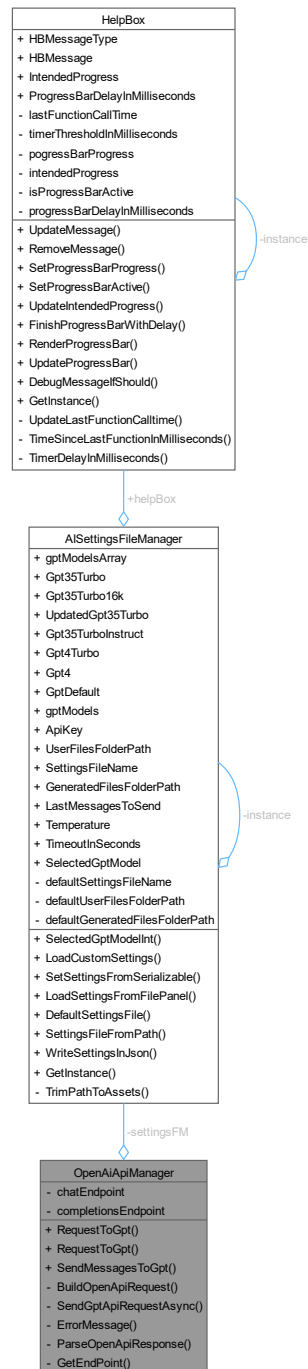 HelpBox
+ HBMessageType
+ HBMessage
+ IntendedProgress
+ ProgressBarDelayInMilliseconds
- lastFunctionCallTime
- timerThresholdInMilliseconds
- pogressBarProgress
- intendedProgress
- isProgressBarActive
- progressBarDelayInMilliseconds
+ UpdateMessage()
+ RemoveMessage()
+ SetProgressBarProgress()
+ SetProgressBarActive()
+ UpdateIntendedProgress()
+ FinishProgressBarWithDelay()
+ RenderProgressBar()
+ UpdateProgressBar()
+ DebugMessageIfShould()
+ GetInstance()
- UpdateLastFunctionCalltime()
- TimeSinceLastFunctionInMilliseconds()
- TimerDelayInMilliseconds()
-instance
+helpBox
AISettingsFileManager
+ gptModelsArray
+ Gpt35Turbo
+ Gpt35Turbo16k
+ UpdatedGpt35Turbo
+ Gpt35TurboInstruct
+ Gpt4Turbo
+ Gpt4
+ GptDefault
+ gptModels
+ ApiKey
+ UserFilesFolderPath
+ SettingsFileName
+ GeneratedFilesFolderPath
+ LastMessagesToSend
+ Temperature
+ TimeoutInSeconds
+ SelectedGptModel
- defaultSettingsFileName
- defaultUserFilesFolderPath
- defaultGeneratedFilesFolderPath
+ SelectedGptModelInt()
+ LoadCustomSettings()
+ SetSettingsFromSerializable()
+ LoadSettingsFromFilePanel()
+ DefaultSettingsFile()
+ SettingsFileFromPath()
+ WriteSettingsInJson()
+ GetInstance()
- TrimPathToAssets()
-instance
-settingsFM
OpenAiApiManager
- chatEndpoint
- completionsEndpoint
+ RequestToGpt()
+ RequestToGpt()
+ SendMessagesToGpt()
- BuildOpenApiRequest()
- SendGptApiRequestAsync()
- ErrorMessage()
- ParseOpenApiResponse()
- GetEndPoint()